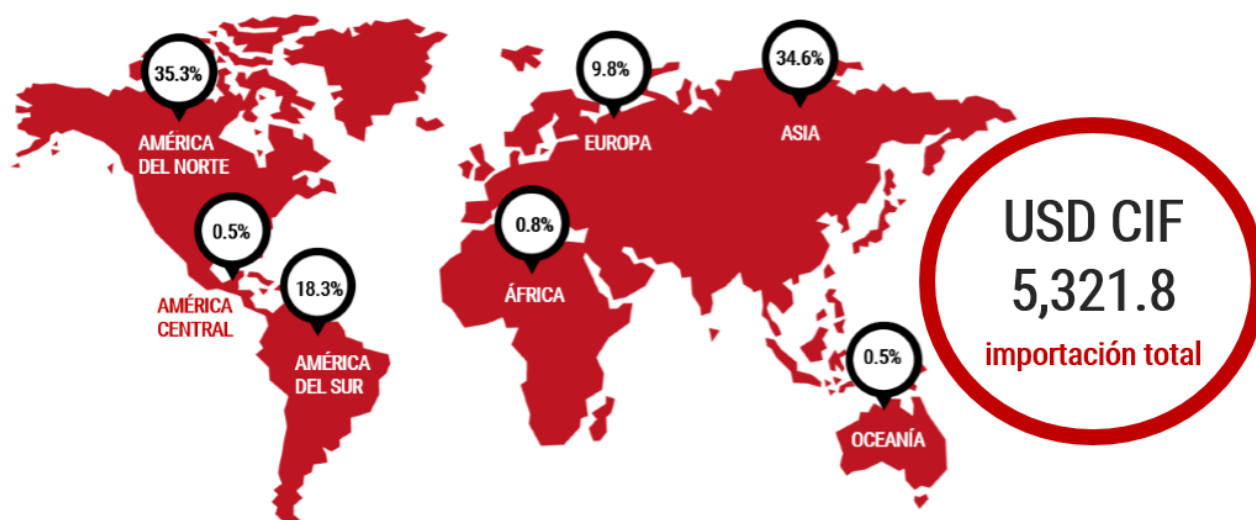 35.3%
AMÉRICA
DEL NORTE
0.5%
AMÉRICA
CENTRAL
18.3%
AMÉRICA
DEL SUR
9.8%
EUROPA
0.8%
ÁFRICA
34.6%
ASIA
0.5%
OCEANÍA
USD CIF
5,321.8
importación total